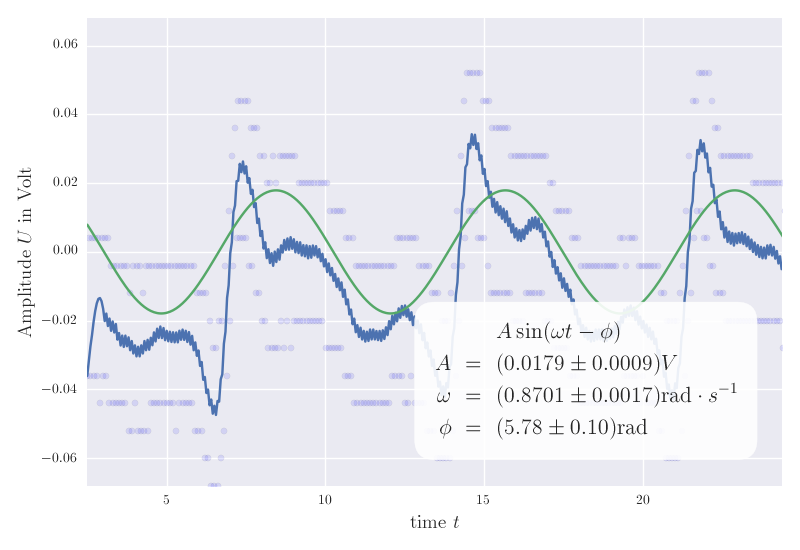 0.06
0.04
0.02
0.00
−0.02
−0.04
−0.06
Amplitude U in Volt
A sin(ωt − ϕ)
A = (0.0179 ± 0.0009)V
ω = (0.8701 ± 0.0017)rad · s⁻¹
ϕ = (5.78 ± 0.10)rad
5 10 15 20
time t